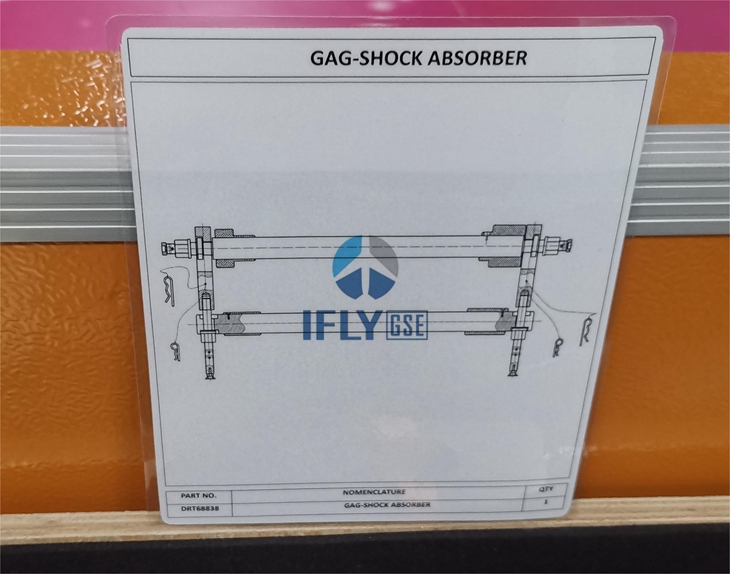 GAG-SHOCK ABSORBER
IFLY GSE
PART NO. NOMENCLATURE QTY
DRT68838 GAG-SHOCK ABSORBER 1